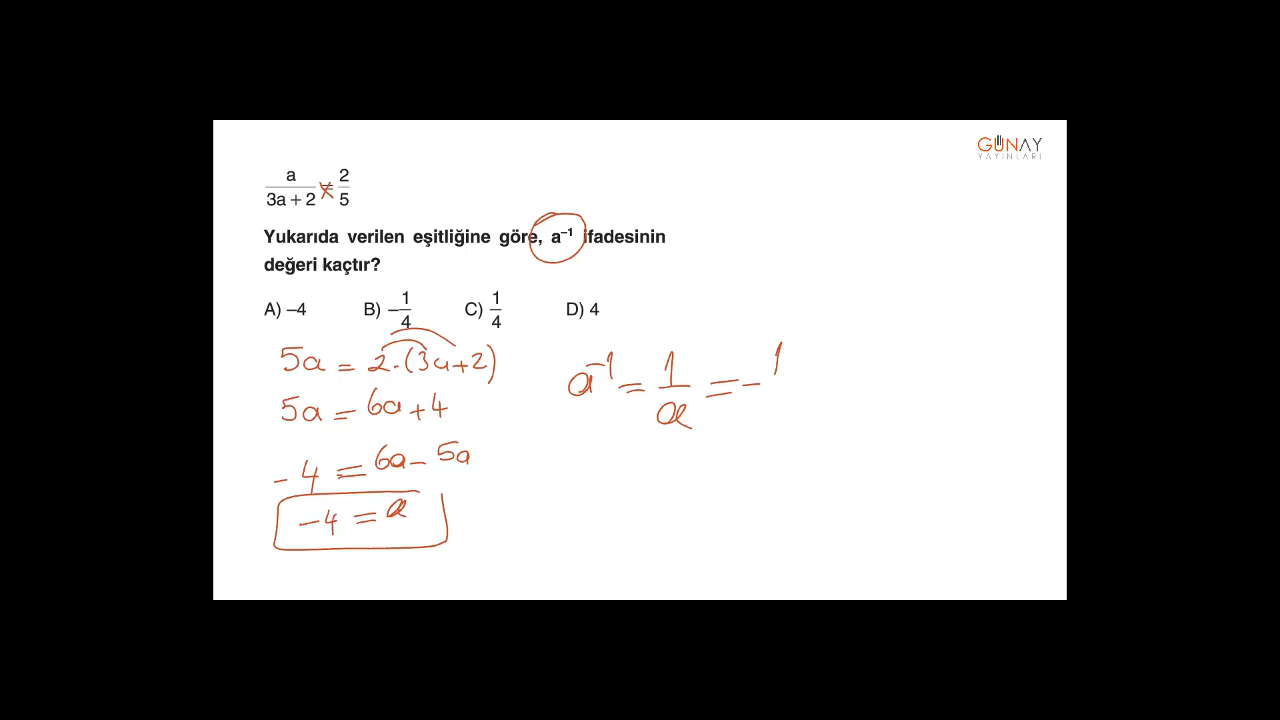 GÜNAY
YAYINLARI
a/(3a + 2) = 2/5
Yukarıda verilen eşitliğine göre, a⁻¹ ifadesinin
değeri kaçtır?
A) –4 B) –1/4 C) 1/4 D) 4
5a = 2.(3a+2)
5a = 6a+4
-4 = 6a- 5a
-4 = a
a⁻¹ = 1/a = - 1